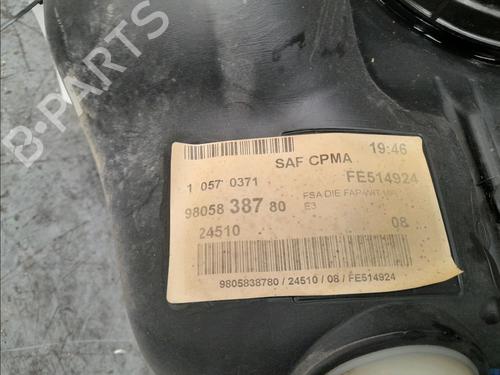 B-PARTS
SAF CPMA 19:46
1 057 0371 FE514924
98058 387 80 FSA DIE FAP
E3
24510 08
9805838780 / 24510 / 08 / FE514924